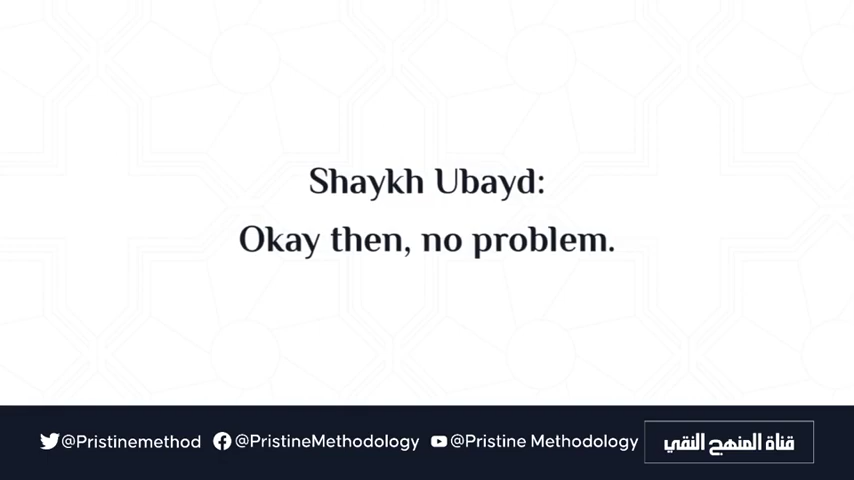 Shaykh Ubayd:
Okay then, no problem.
@Pristinemethod @PristineMethodology @Pristine Methodology قناة المنهج النقي